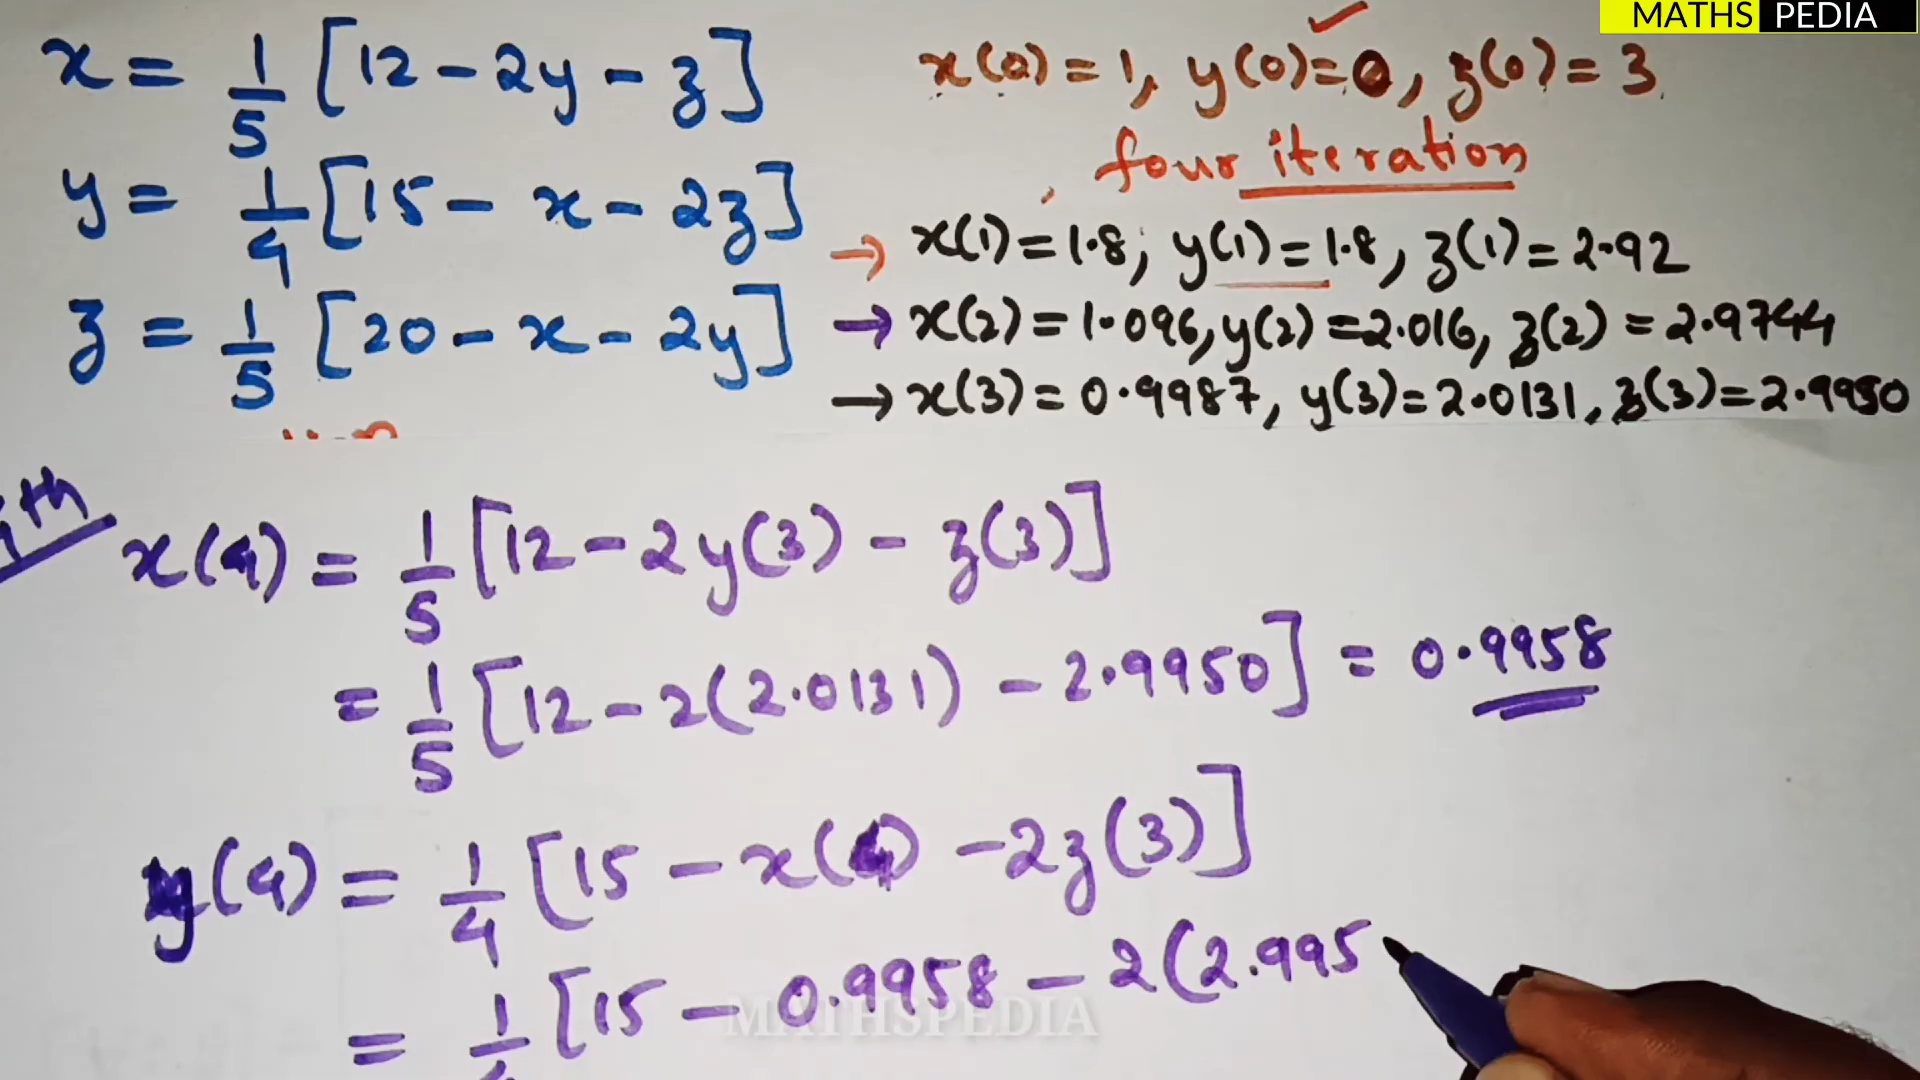 MATHS PEDIA
x = 1/5 [12 - 2y - z]
y = 1/4 [15 - x - 2z]
z = 1/5 [20 - x - 2y]
x(0) = 1, y(0) = 0, z(0) = 3
four iteration
→ x(1) = 1.8, y(1) = 1.8, z(1) = 2.92
→ x(2) = 1.096, y(2) = 2.016, z(2) = 2.9744
→ x(3) = 0.9987, y(3) = 2.0131, z(3) = 2.9950
x(4) = 1/5 [12 - 2y(3) - z(3)]
= 1/5 [12 - 2(2.0131) - 2.9950] = 0.9958
y(4) = 1/4 [15 - x(4) - 2z(3)]
= 1/4 [15 - 0.9958 - 2(2.995
MATHSPEDIA